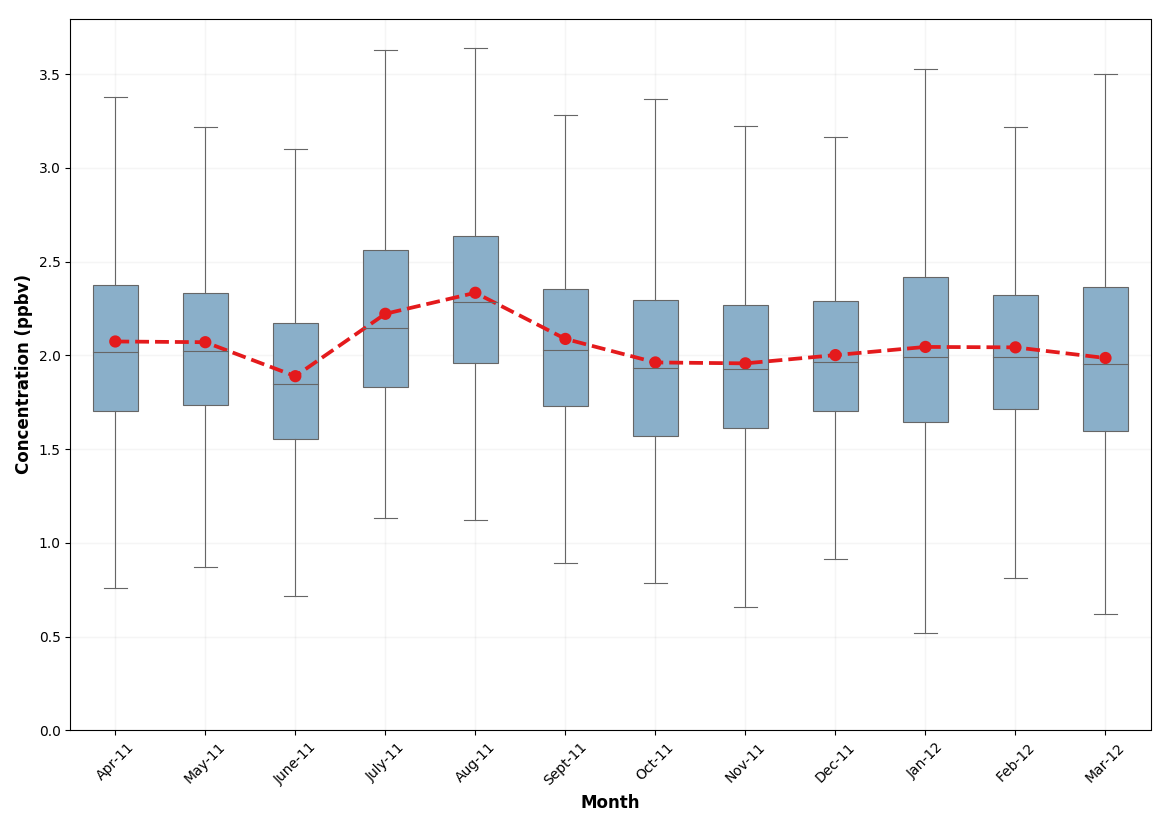 3.5
3.0
2.5
2.0
1.5
1.0
0.5
0.0
Concentration (ppbv)
Apr-11
May-11
June-11
July-11
Aug-11
Sept-11
Oct-11
Nov-11
Dec-11
Jan-12
Feb-12
Mar-12
Month